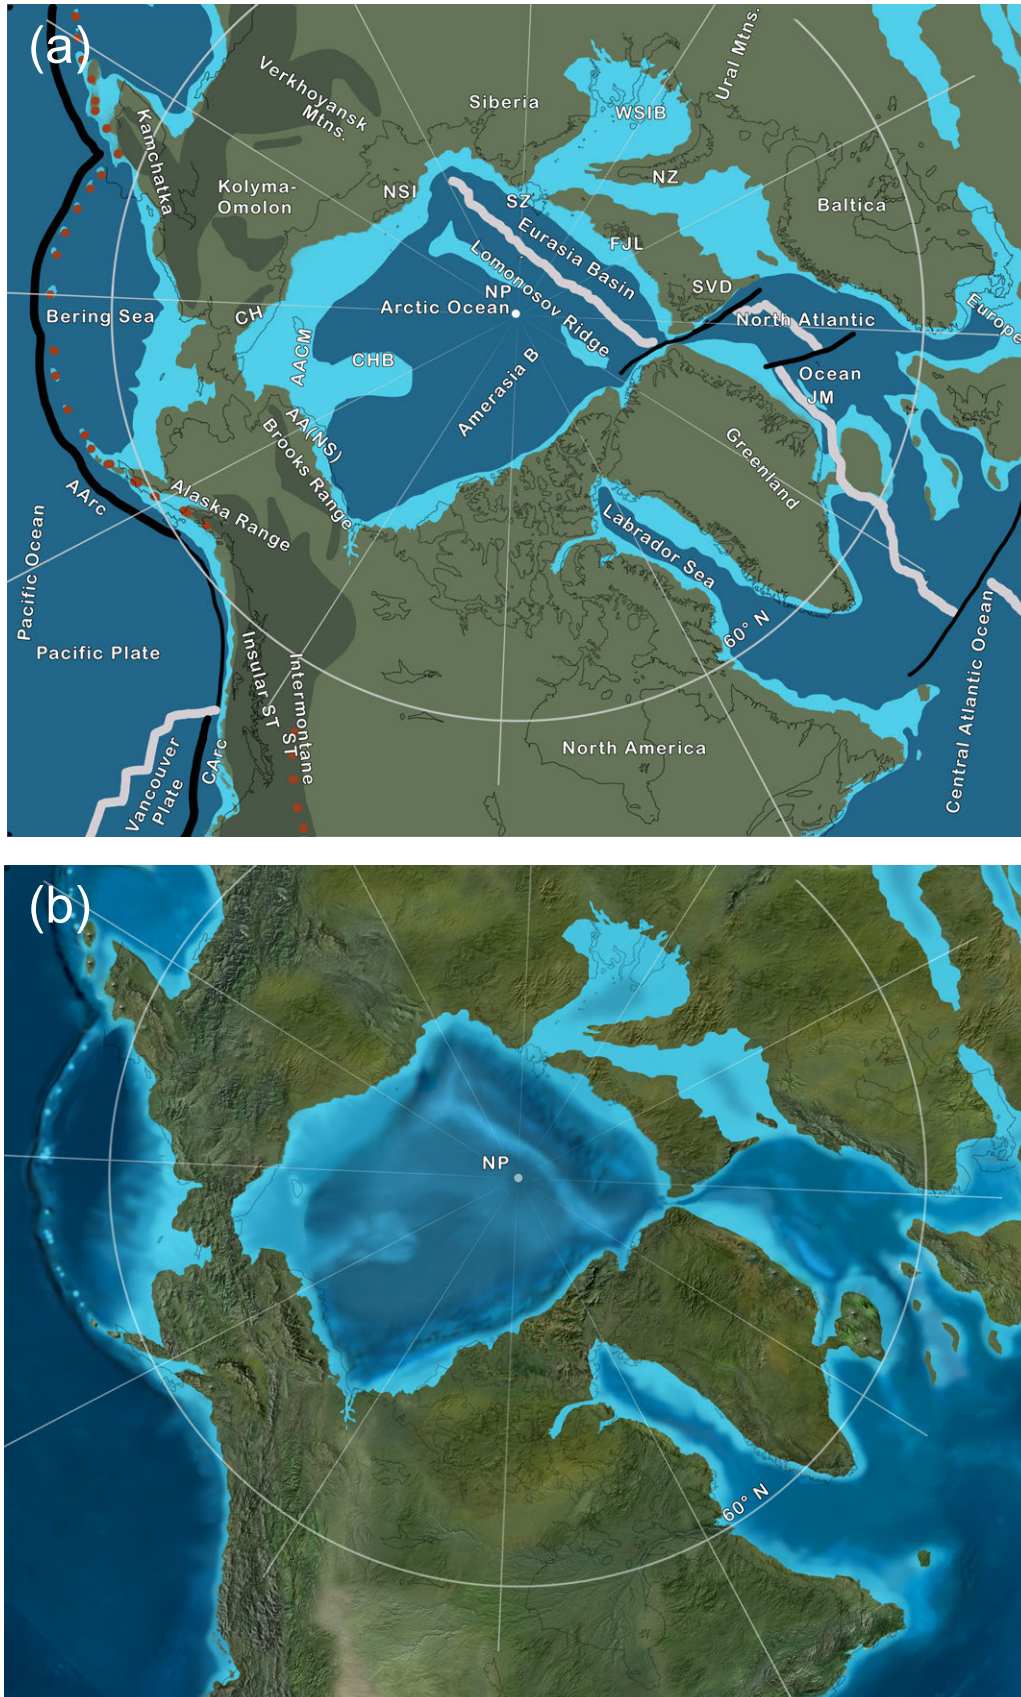 (a)
Ural Mtns.
Verkhoyansk
Mtns.
Siberia
WSIB
Kamchatka
Kolyma-
Omolon
NSI
SZ
NZ
Baltica
Eurasia Basin
FJL
Lomonosov Ridge
SVD
NP
Arctic Ocean
Bering Sea
CH
North Atlantic
Europe
AACM
CHB
Amerasia B
Ocean
JM
AA(NS)
Brooks Range
Greenland
AArc
Alaska Range
Labrador Sea
Pacific Ocean
60° N
Pacific Plate
Insular ST
Intermontane
ST
Central Atlantic Ocean
North America
Vancouver
Plate
CArc
(b)
NP
60° N